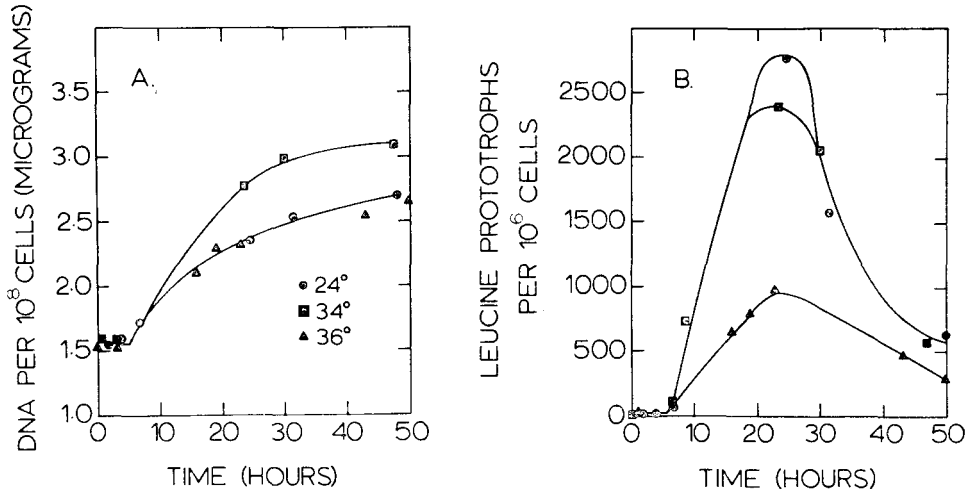 DNA PER 10⁸ CELLS (MICROGRAMS)
A.
3.5
3.0
2.5
2.0
1.5
1.0
24°
34°
36°
0 10 20 30 40 50
TIME (HOURS)
LEUCINE PROTOTROPHS
PER 10⁶ CELLS
B.
2500
2000
1500
1000
500
0
0 10 20 30 40 50
TIME (HOURS)